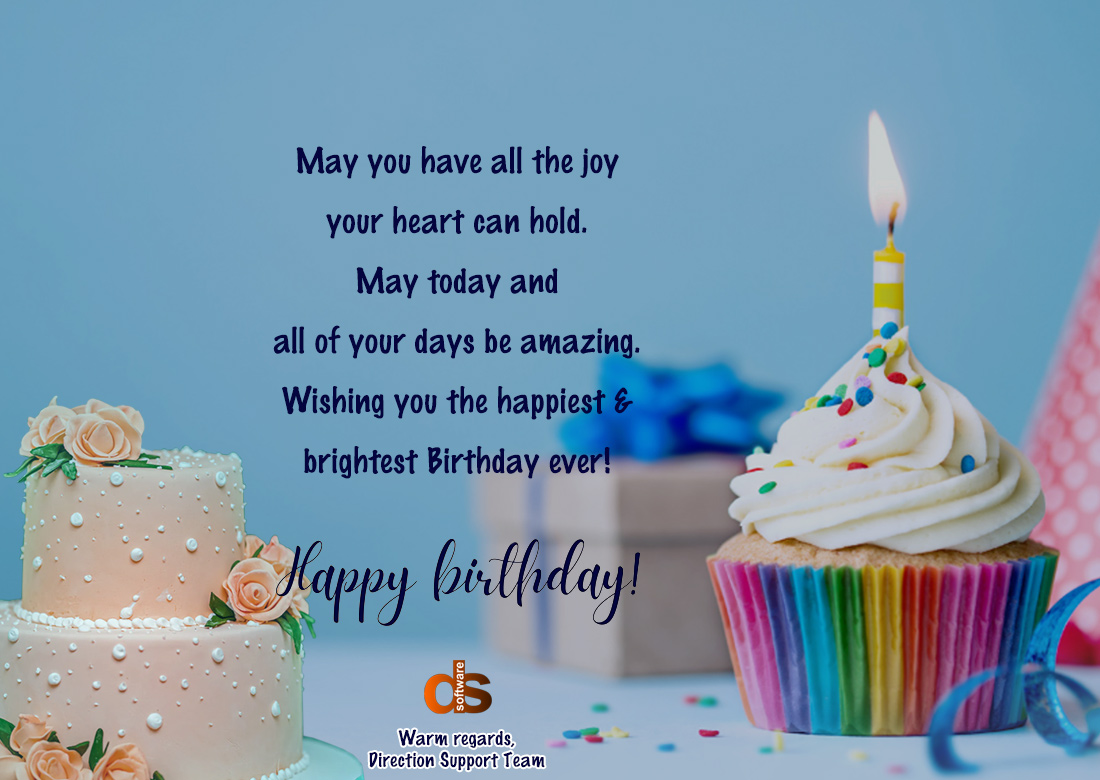 May you have all the joy
your heart can hold.
May today and
all of your days be amazing.
Wishing you the happiest &
brightest Birthday ever!
Happy birthday!
ds software
Warm regards,
Direction Support Team